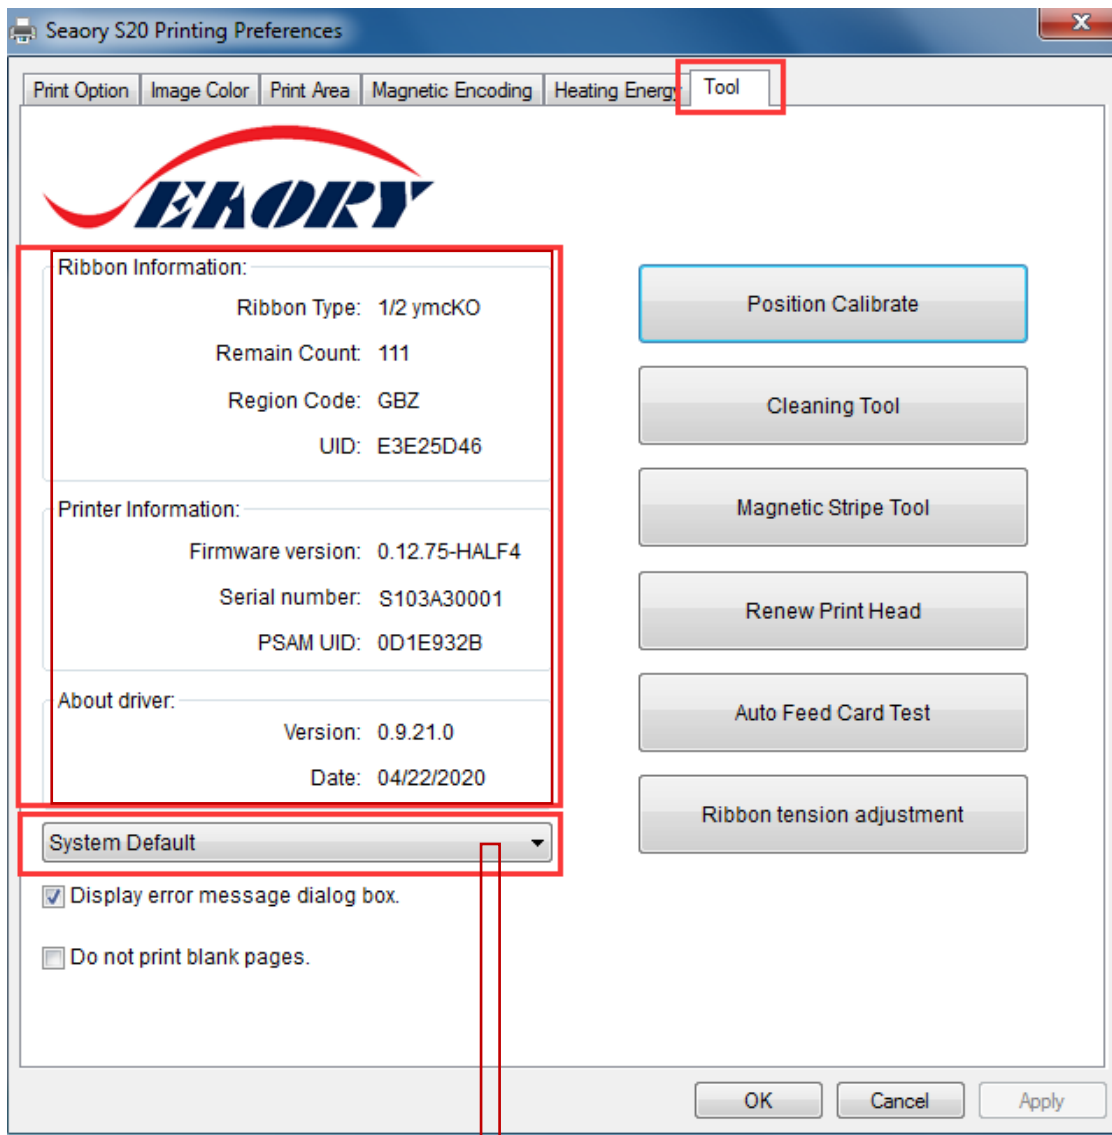 Seaory S20 Printing Preferences
Print Option Image Color Print Area Magnetic Encoding Heating Energy Tool
SEAORY
Ribbon Information:
Ribbon Type: 1/2 ymcKO
Remain Count: 111
Region Code: GBZ
UID: E3E25D46
Printer Information:
Firmware version: 0.12.75-HALF4
Serial number: S103A30001
PSAM UID: 0D1E932B
About driver:
Version: 0.9.21.0
Date: 04/22/2020
System Default
Display error message dialog box.
Do not print blank pages.
Position Calibrate
Cleaning Tool
Magnetic Stripe Tool
Renew Print Head
Auto Feed Card Test
Ribbon tension adjustment
OK Cancel Apply